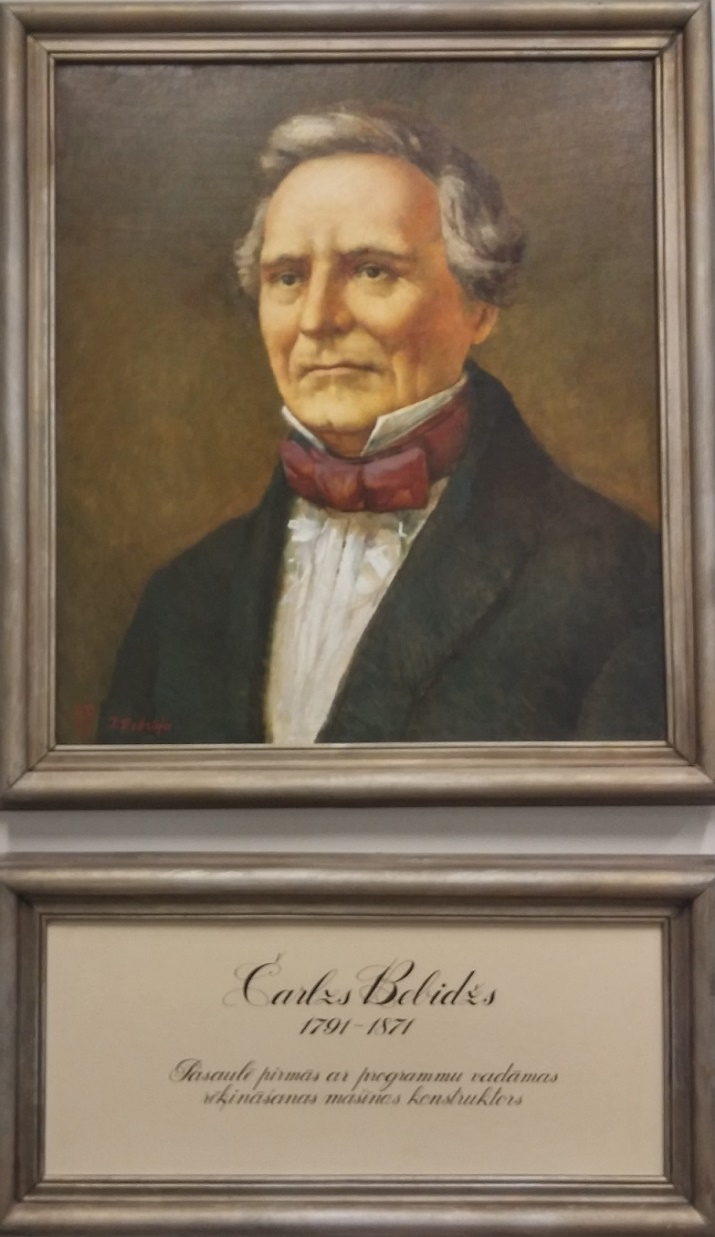 Čarlzs Bebidžs
1791-1871
Pasaulē pirmās ar programmu vadāmas
rēķināšanas mašīnas konstruktors